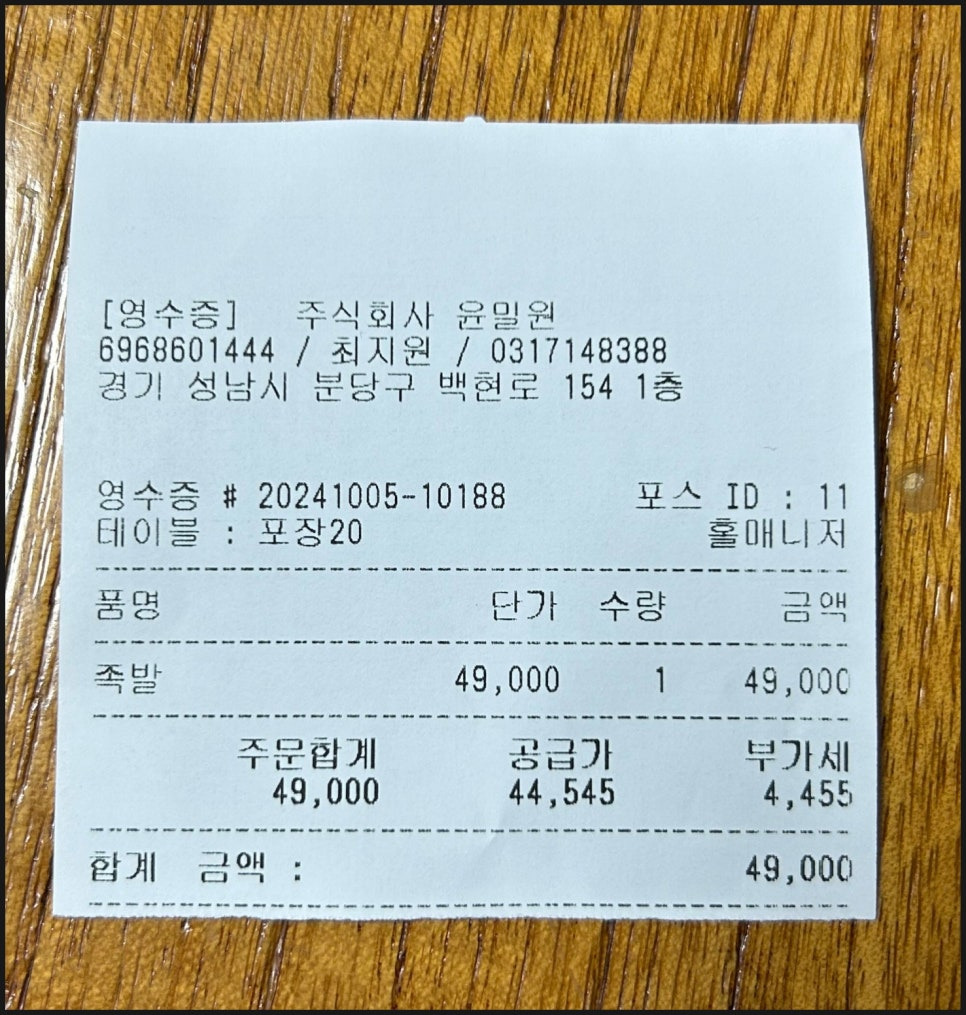 [영수증] 주식회사 윤밀원
6968601444 / 최지원 / 0317148388
경기 성남시 분당구 백현로 154 1층
영수증 # 20241005-10188 포스 ID : 11
테이블 : 포장20 홀매니저
품명 단가 수량 금액
족발 49,000 1 49,000
주문합계 공급가 부가세
49,000 44,545 4,455
합계 금액 : 49,000